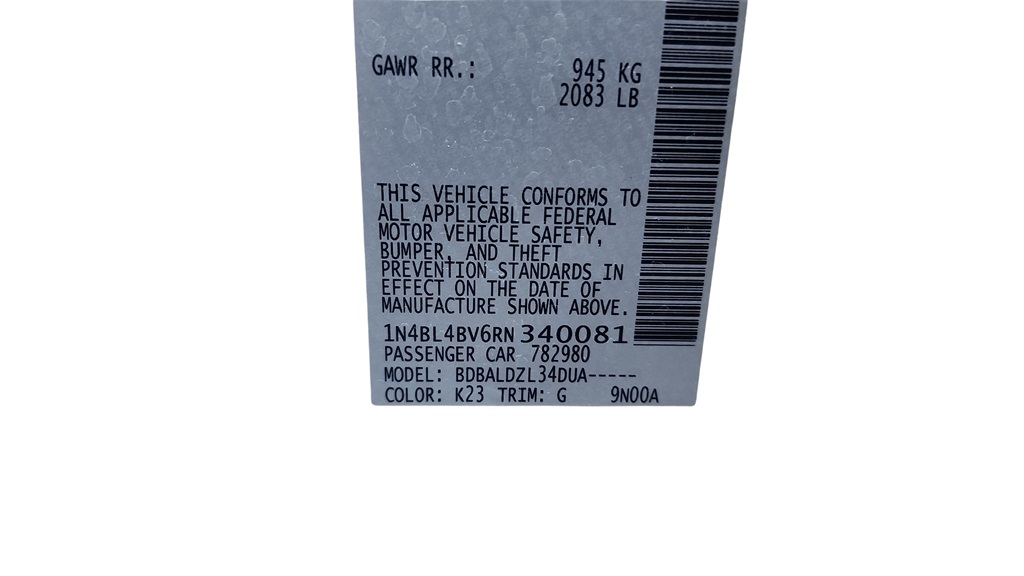 GAWR RR.: 945 KG
2083 LB
THIS VEHICLE CONFORMS TO
ALL APPLICABLE FEDERAL
MOTOR VEHICLE SAFETY,
BUMPER, AND THEFT
PREVENTION STANDARDS IN
EFFECT ON THE DATE OF
MANUFACTURE SHOWN ABOVE.
1N4BL4BV6RN340081
PASSENGER CAR 782980
MODEL: BDBALDZL34DUA-----
COLOR: K23 TRIM: G 9N00A